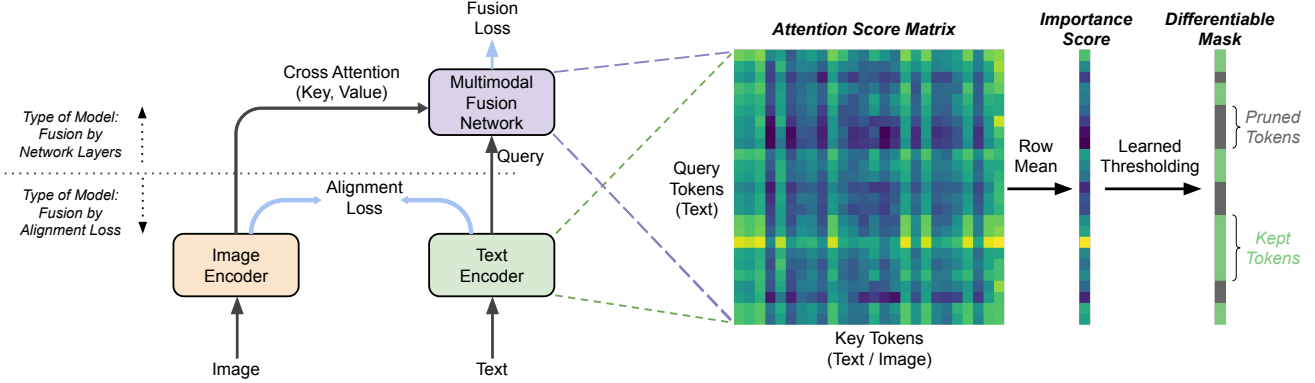 Fusion
Loss
Cross Attention
(Key, Value)
Multimodal
Fusion
Network
Query
Type of Model:
Fusion by
Network Layers
Type of Model:
Fusion by
Alignment Loss
Alignment
Loss
Image
Encoder
Text
Encoder
Image
Text
Attention Score Matrix
Query
Tokens
(Text)
Key Tokens
(Text / Image)
Row
Mean
Importance
Score
Learned
Thresholding
Differentiable
Mask
Pruned
Tokens
Kept
Tokens